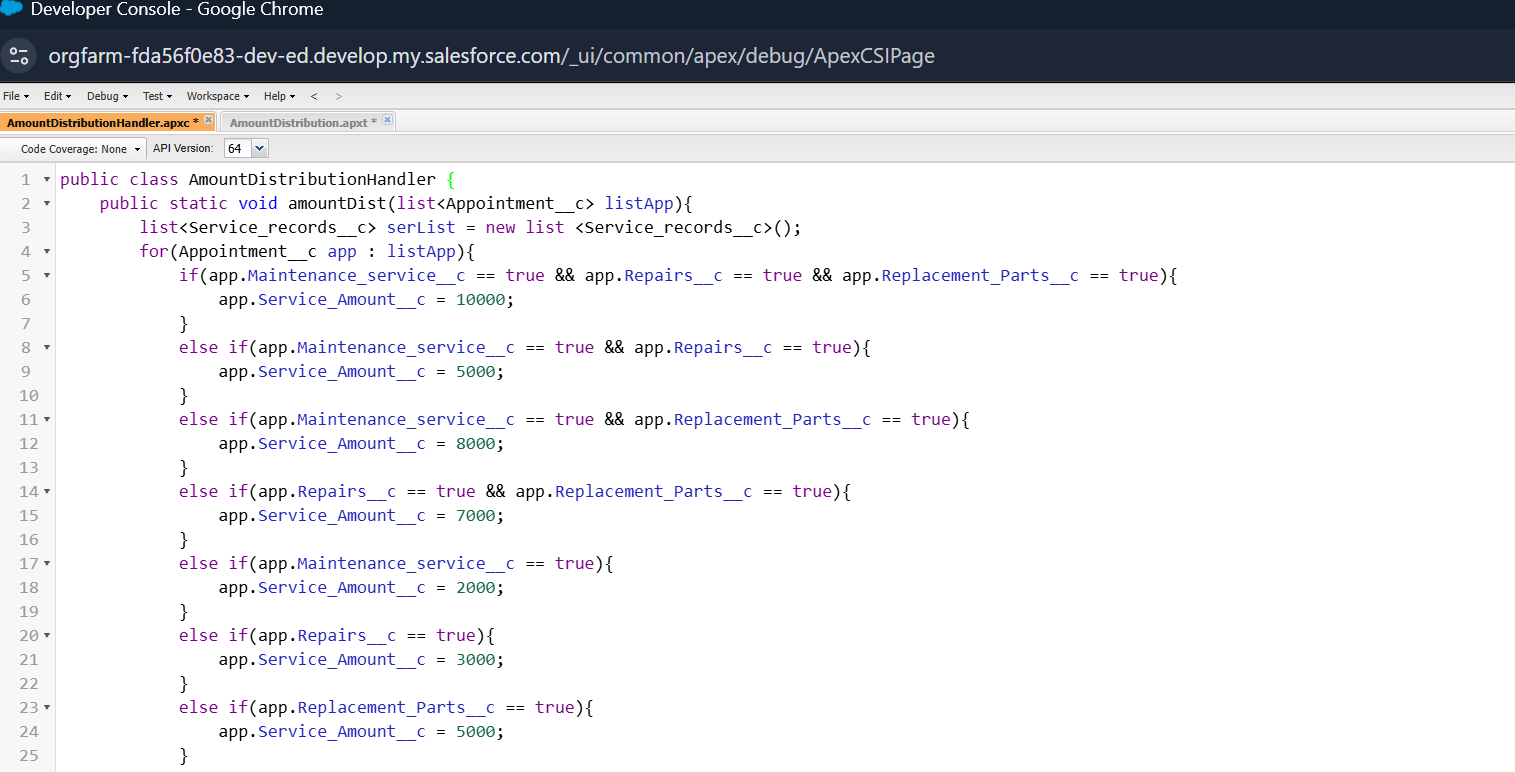 Developer Console - Google Chrome
orgfarm-fda56f0e83-dev-ed.develop.my.salesforce.com/_ui/common/apex/debug/ApexCSIPage
File Edit Debug Test Workspace Help < >
AmountDistributionHandler.apxc * AmountDistribution.apxt *
Code Coverage: None API Version: 64
1 public class AmountDistributionHandler {
2 public static void amountDist(list<Appointment__c> listApp){
3 list<Service_records__c> serList = new list <Service_records__c>();
4 for(Appointment__c app : listApp){
5 if(app.Maintenance_service__c == true && app.Repairs__c == true && app.Replacement_Parts__c == true){
6 app.Service_Amount__c = 10000;
7 }
8 else if(app.Maintenance_service__c == true && app.Repairs__c == true){
9 app.Service_Amount__c = 5000;
10 }
11 else if(app.Maintenance_service__c == true && app.Replacement_Parts__c == true){
12 app.Service_Amount__c = 8000;
13 }
14 else if(app.Repairs__c == true && app.Replacement_Parts__c == true){
15 app.Service_Amount__c = 7000;
16 }
17 else if(app.Maintenance_service__c == true){
18 app.Service_Amount__c = 2000;
19 }
20 else if(app.Repairs__c == true){
21 app.Service_Amount__c = 3000;
22 }
23 else if(app.Replacement_Parts__c == true){
24 app.Service_Amount__c = 5000;
25 }